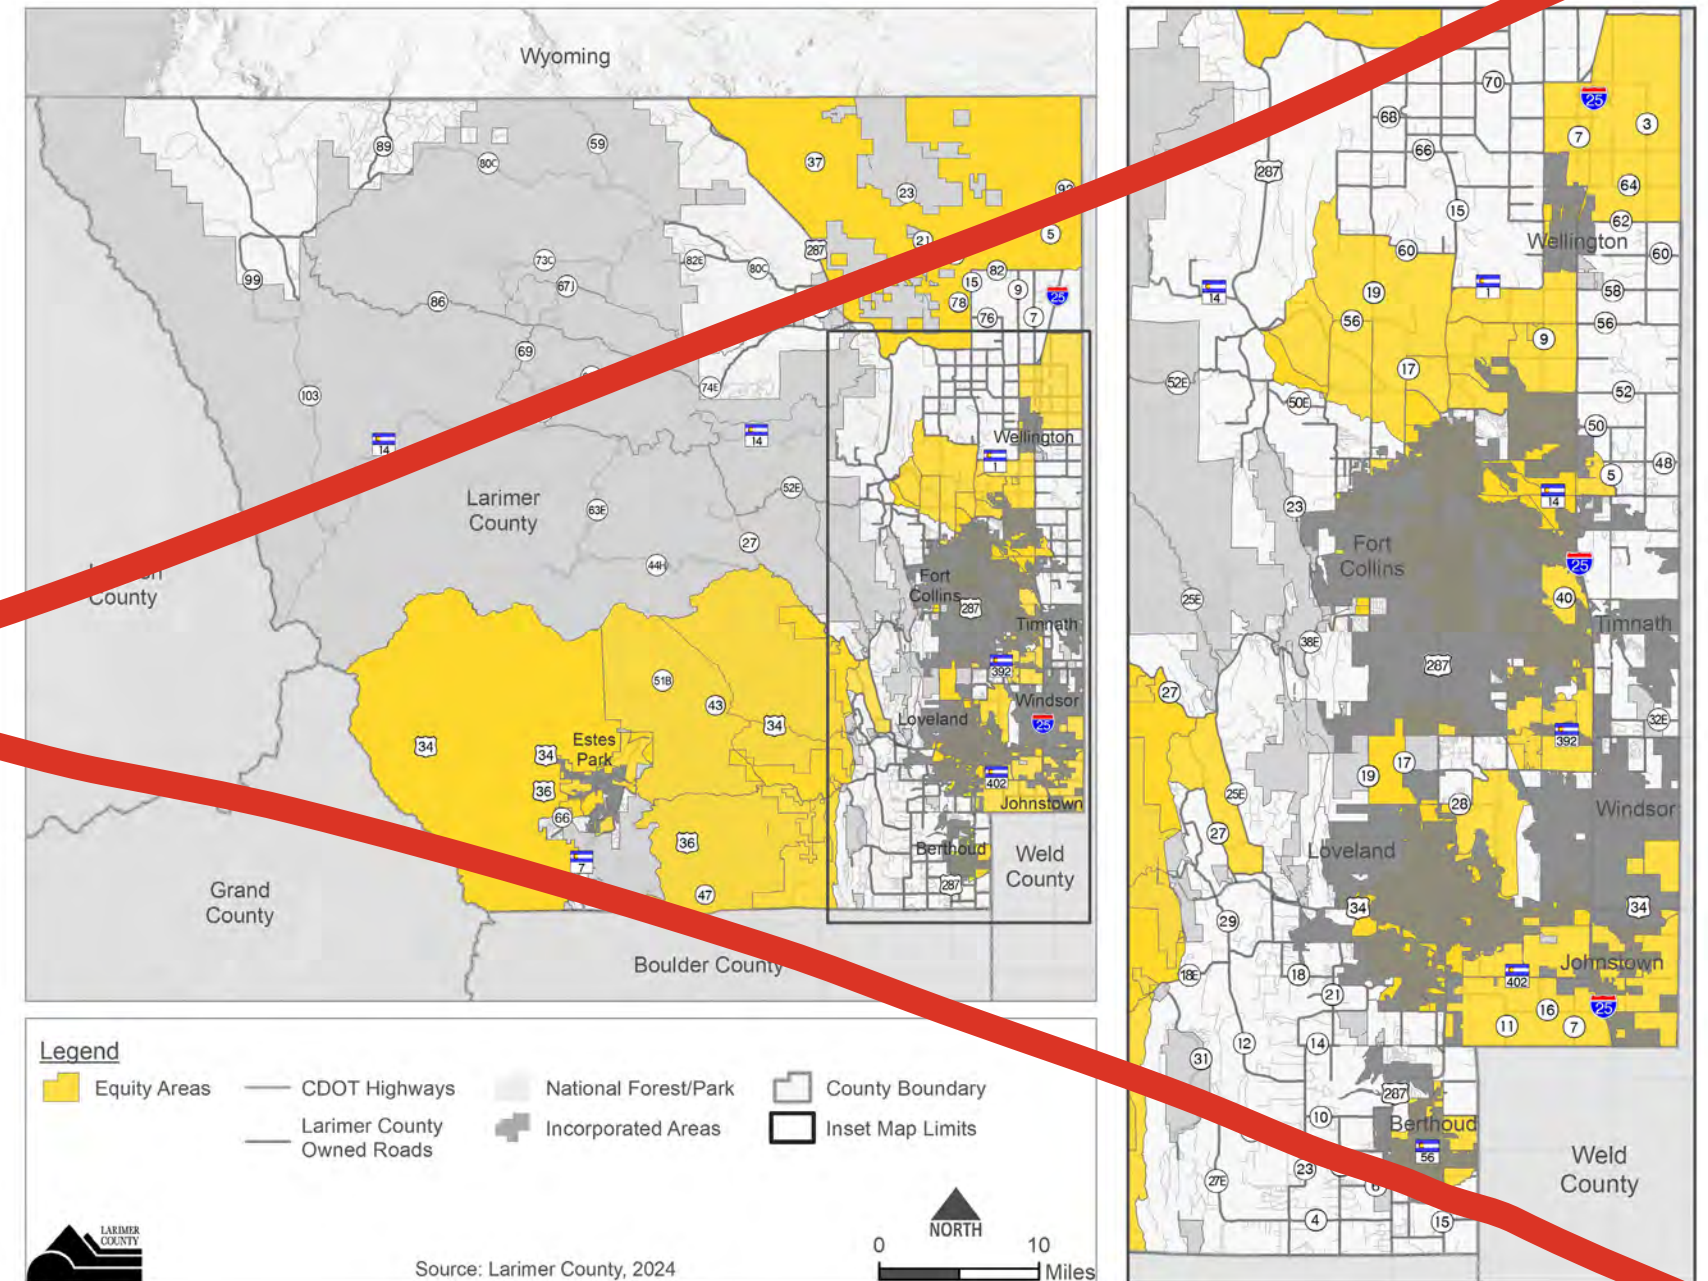 Wyoming
89
80C
59
37
23
92
5
287
21
99
73C
67J
82E
80C
86
82
15
9
25
78
76
7
69
74E
103
14
14
Wellington
1
Larimer
County
52E
63E
27
44H
County
Fort
Collins
287
Timnath
392
51B
43
34
34
34
Estes
Park
36
66
7
36
47
Windsor
Loveland
25
402
Johnstown
Berthoud
287
Weld
County
Grand
County
Boulder County
70
25
3
68
7
66
287
64
15
62
Wellington
60
60
14
19
1
58
56
56
9
17
52E
52
50E
50
48
5
14
23
Fort
Collins
25
25E
40
Timnath
38E
287
27
32E
392
17
19
25E
28
Windsor
27
Loveland
34
34
29
Johnstown
18E
18
402
21
16
25
11
7
12
14
31
287
10
Berthoud
56
Weld
County
23
27E
6
4
15
Legend
Equity Areas
CDOT Highways
Larimer County
Owned Roads
National Forest/Park
Incorporated Areas
County Boundary
Inset Map Limits
LARIMER
COUNTY
Source: Larimer County, 2024
NORTH
0
10
Miles